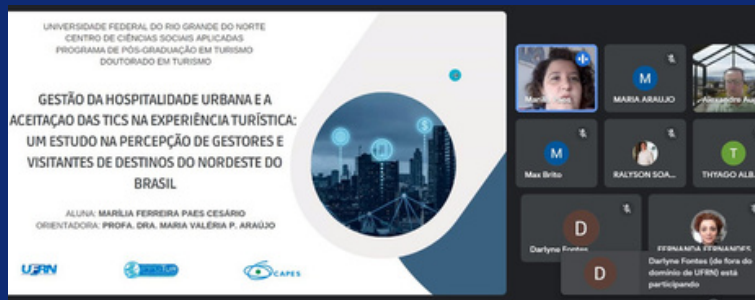 UNIVERSIDADE FEDERAL DO RIO GRANDE DO NORTE
CENTRO DE CIÊNCIAS SOCIAIS APLICADAS
PROGRAMA DE PÓS-GRADUAÇÃO EM TURISMO
DOUTORADO EM TURISMO
GESTÃO DA HOSPITALIDADE URBANA E A
ACEITAÇAO DAS TICS NA EXPERIÊNCIA TURÍSTICA:
UM ESTUDO NA PERCEPÇÃO DE GESTORES E
VISITANTES DE DESTINOS DO NORDESTE DO
BRASIL
ALUNA: MARÍLIA FERREIRA PAES CESÁRIO
ORIENTADORA: PROFA. DRA. MARIA VALÉRIA P. ARAÚJO
UFRN
CAPES
M
MARIA ARAUJO
Alexandre
M
Max Brito
RALYSON SOA...
T
THYAGO ALB
D
Darlyne Fontes
FERNANDA FERNANDES
D
Darlyne Fontes (de fora do
domínio de UFRN) está
participando